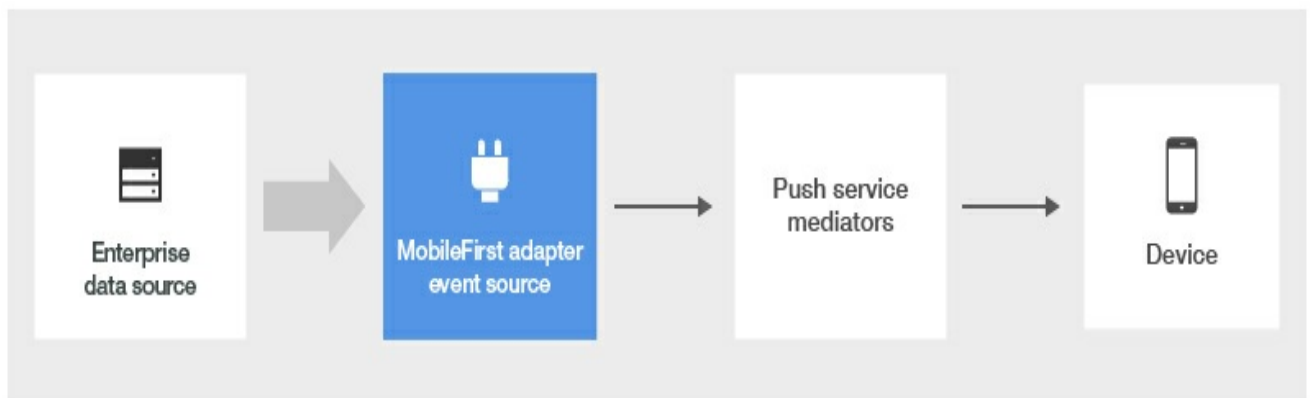 Enterprise
data source
MobileFirst adapter
event source
Push service
mediators
Device